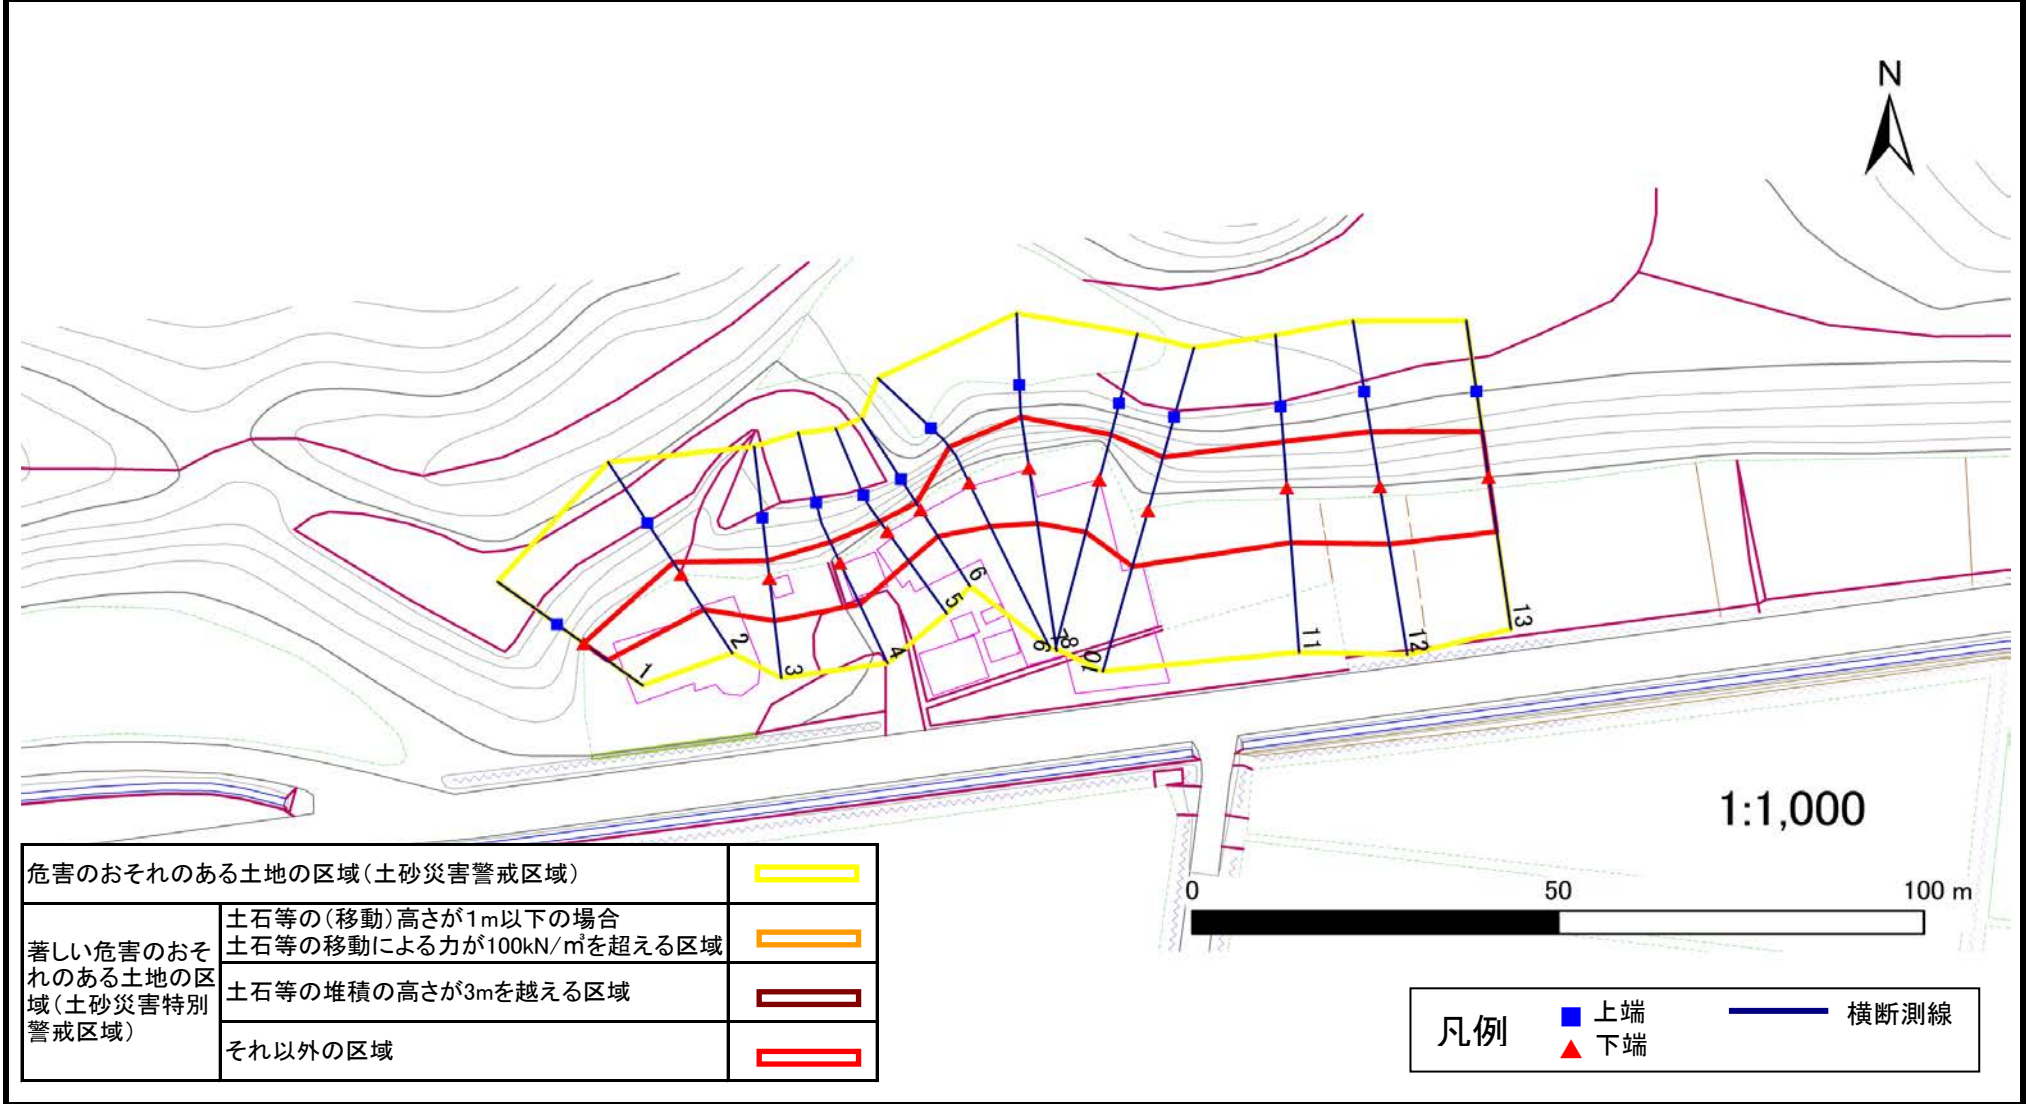 N
1
2
3
4
5
6
7
8
9
10
11
12
13
1:1,000
0 50 100 m
危害のおそれのある土地の区域(土砂災害警戒区域)
著しい危害のおそれのある土地の区域(土砂災害特別警戒区域)
土石等の(移動)高さが1m以下の場合
土石等の移動による力が100kN/㎡を超える区域
土石等の堆積の高さが3mを越える区域
それ以外の区域
凡例
上端
下端
横断測線